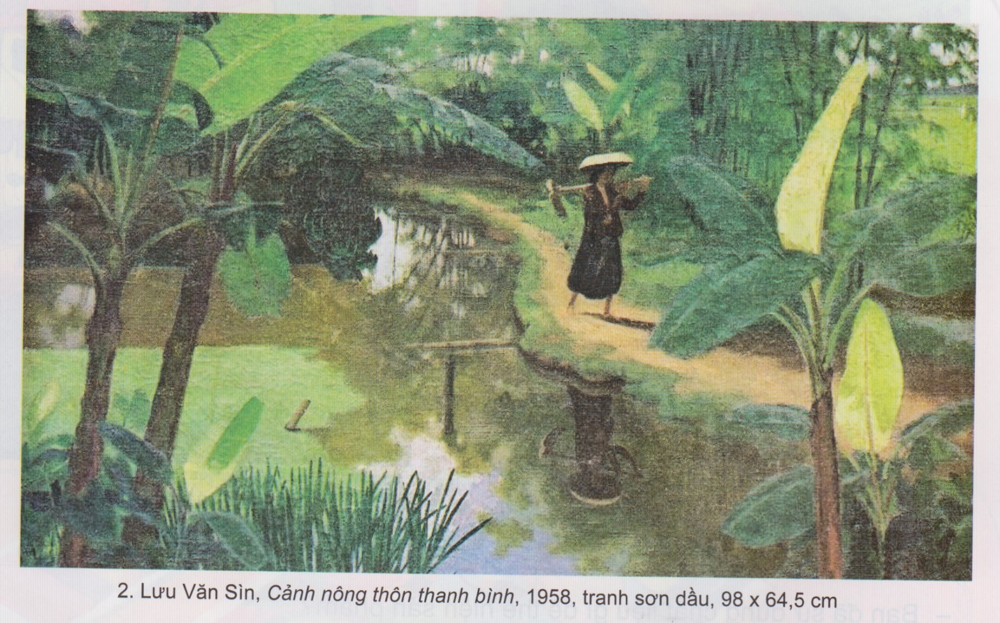 2. Lưu Văn Sìn, Cảnh nông thôn thanh bình, 1958, tranh sơn dầu, 98 x 64,5 cm